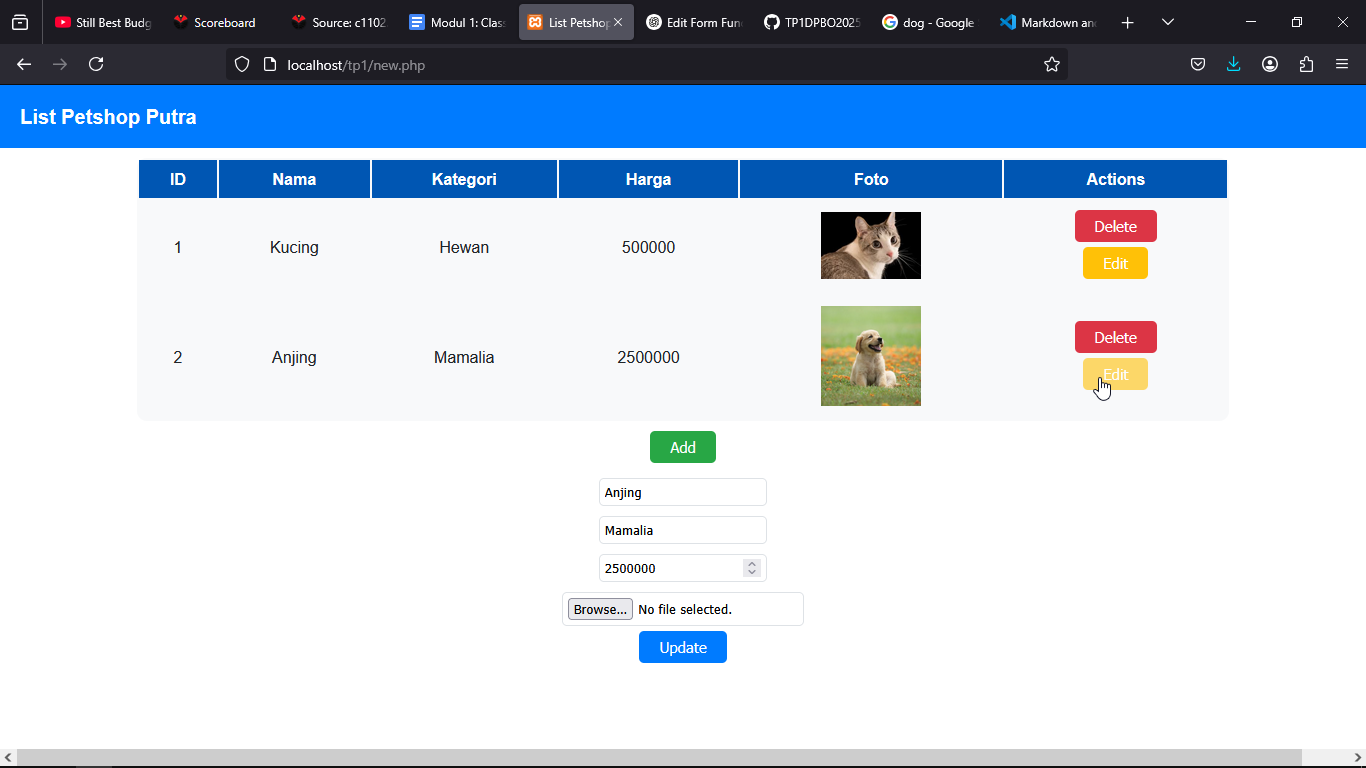 Still Best Budg
Scoreboard
Source: c1102
Modul 1: Clas
List Petshop
Edit Form Fun
TP1DPBO2025
dog - Google
Markdown an
localhost/tp1/new.php
List Petshop Putra
ID Nama Kategori Harga Foto Actions
1 Kucing Hewan 500000 Delete
Edit
2 Anjing Mamalia 2500000 Delete
Edit
Add
Anjing
Mamalia
2500000
Browse... No file selected.
Update